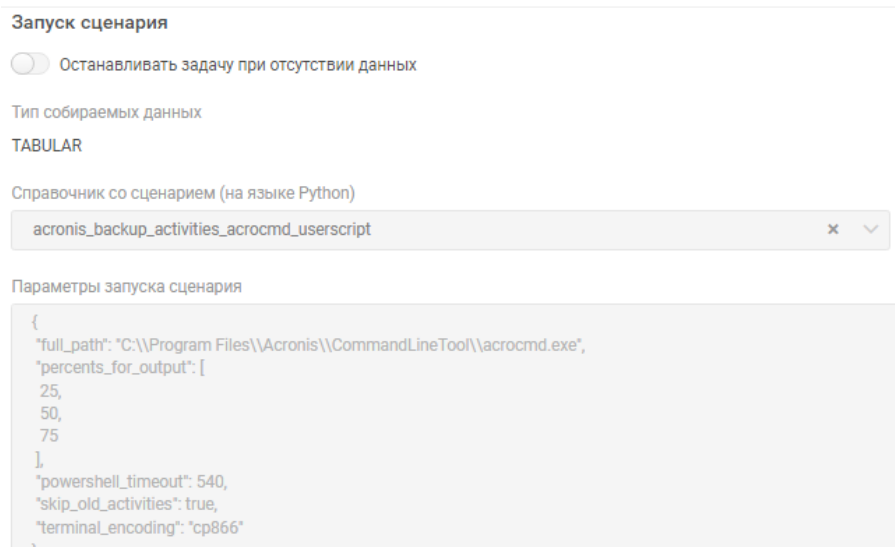 Запуск сценария
Останавливать задачу при отсутствии данных
Тип собираемых данных
TABULAR
Справочник со сценарием (на языке Python)
acronis_backup_activities_acrocmd_userscript
Параметры запуска сценария
{
"full_path": "C:\\Program Files\\Acronis\\CommandLineTool\\acrocmd.exe",
"percents_for_output": [
25,
50,
75
],
"powershell_timeout": 540,
"skip_old_activities": true,
"terminal_encoding": "cp866"